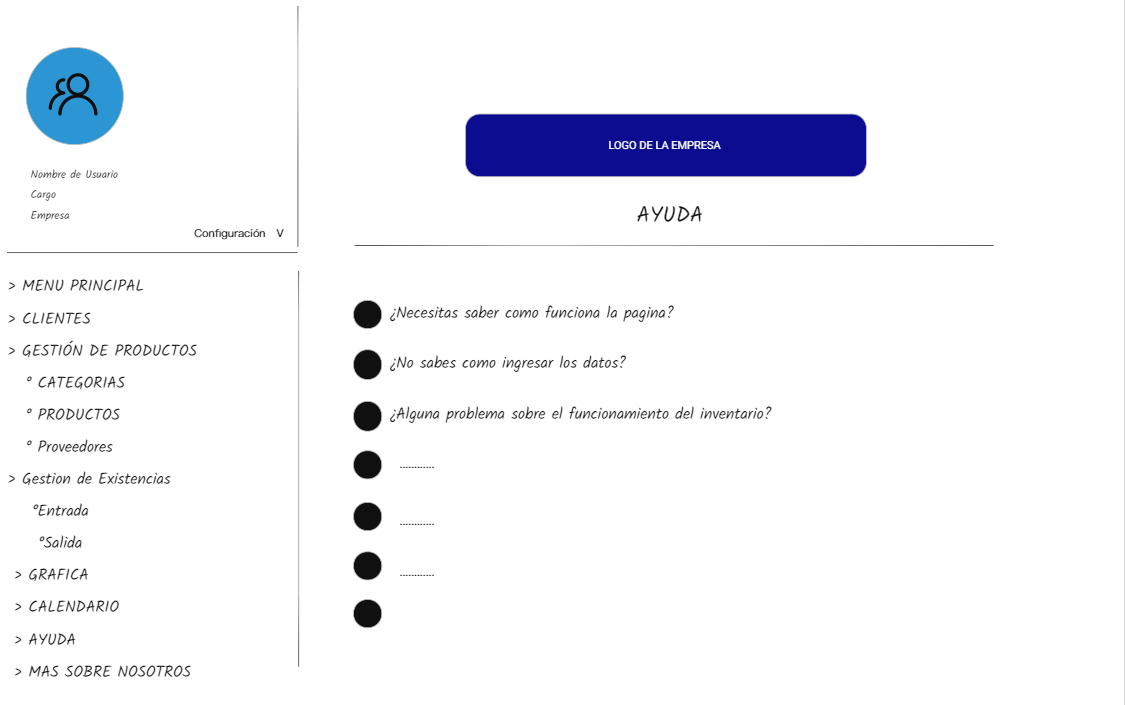 Nombre de Usuario
Cargo
Empresa
Configuración V
> MENU PRINCIPAL
> CLIENTES
> GESTIÓN DE PRODUCTOS
° CATEGORIAS
° PRODUCTOS
° Proveedores
> Gestion de Existencias
°Entrada
°Salida
> GRAFICA
> CALENDARIO
> AYUDA
> MAS SOBRE NOSOTROS
LOGO DE LA EMPRESA
AYUDA
¿Necesitas saber como funciona la pagina?
¿No sabes como ingresar los datos?
¿Alguna problema sobre el funcionamiento del inventario?
............
............
............